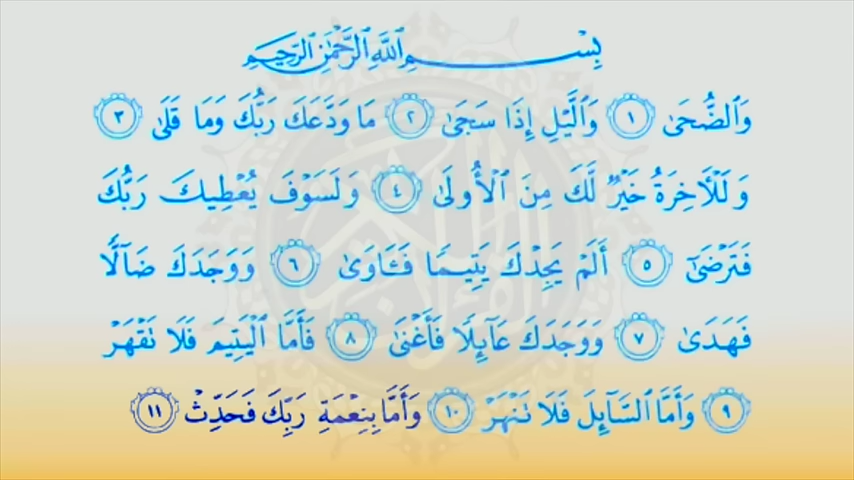 بِسْمِ ٱللَّهِ ٱلرَّحْمَٰنِ ٱلرَّحِيمِ
وَٱلضُّحَىٰ ١ وَٱلَّيْلِ إِذَا سَجَىٰ ٢ مَا وَدَّعَكَ رَبُّكَ وَمَا قَلَىٰ ٣
وَلَلْأَخِرَةُ خَيْرٌ لَّكَ مِنَ ٱلْأُولَىٰ ٤ وَلَسَوْفَ يُعْطِيكَ رَبُّكَ
فَتَرْضَىٰٓ ٥ أَلَمْ يَجِدْكَ يَتِيمًا فَـَٔاوَىٰ ٦ وَوَجَدَكَ ضَآلًّا
فَهَدَىٰ ٧ وَوَجَدَكَ عَآئِلًا فَأَغْنَىٰ ٨ فَأَمَّا ٱلْيَتِيمَ فَلَا تَقْهَرْ
٩ وَأَمَّا ٱلسَّآئِلَ فَلَا تَنْهَرْ ١٠ وَأَمَّا بِنِعْمَةِ رَبِّكَ فَحَدِّثْ ١١